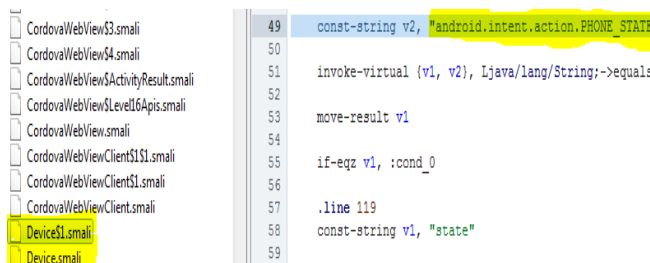 CordovaWebView$3.smali
CordovaWebView$4.smali
CordovaWebView$ActivityResult.smali
CordovaWebView$Level16Apis.smali
CordovaWebView.smali
CordovaWebViewClient$1$1.smali
CordovaWebViewClient$1.smali
CordovaWebViewClient.smali
Device$1.smali
Device.smali
49 const-string v2, "android.intent.action.PHONE_STATE
50
51 invoke-virtual {v1, v2}, Ljava/lang/String;->equals
52
53 move-result v1
54
55 if-eqz v1, :cond_0
56
57 .line 119
58 const-string v1, "state"
59